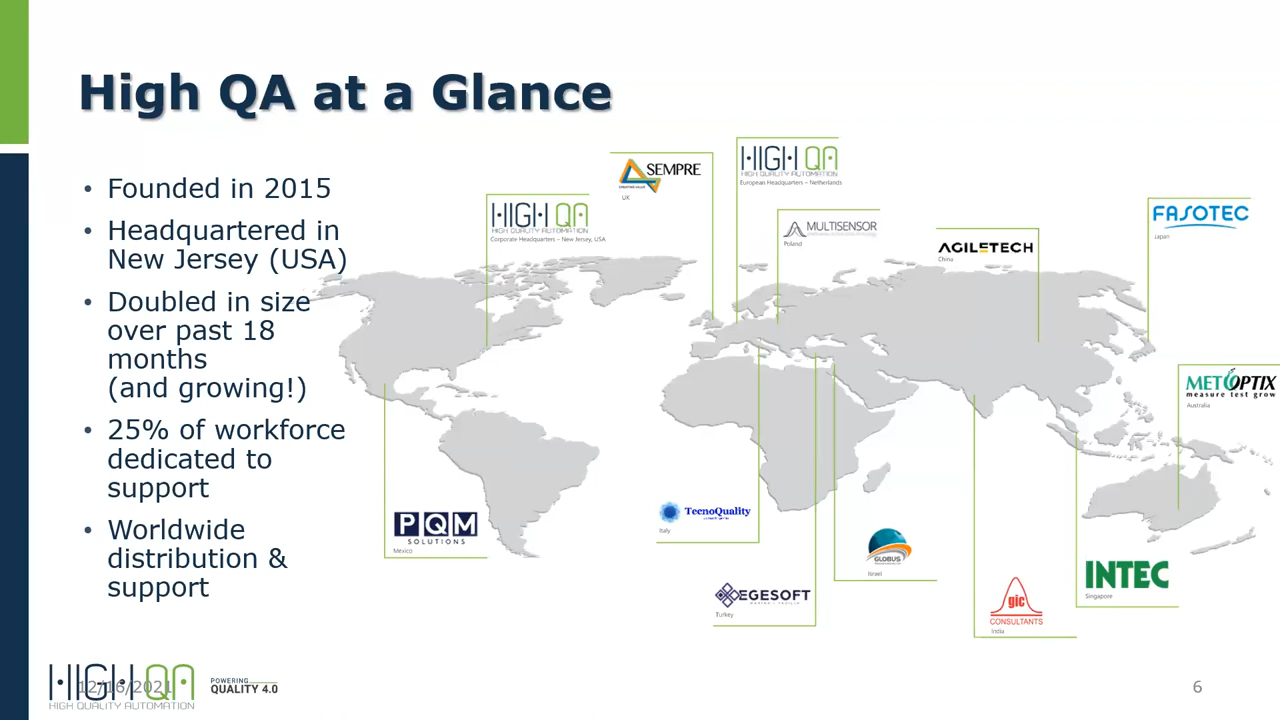 High QA at a Glance
• Founded in 2015
• Headquartered in
New Jersey (USA)
• Doubled in size
over past 18
months
(and growing!)
• 25% of workforce
dedicated to
support
• Worldwide
distribution &
support
HIGH QA
HIGH QUALITY AUTOMATION
Corporate Headquarters – New Jersey, USA
SEMPRE
UK
HIGH QA
HIGH QUALITY AUTOMATION
European Headquarters – Netherlands
MULTISENSOR
Poland
AGILETECH
China
FASOTEC
Japan
METOPTIX
measure test grow
Australia
PQM
SOLUTIONS
Mexico
TecnoQuality
Italy
EGESOFT
Turkey
GLOBUS
Israel
gic
CONSULTANTS
India
INTEC
Singapore
HIGH QA
HIGH QUALITY AUTOMATION
12/16/2021
POWERING
QUALITY 4.0
6